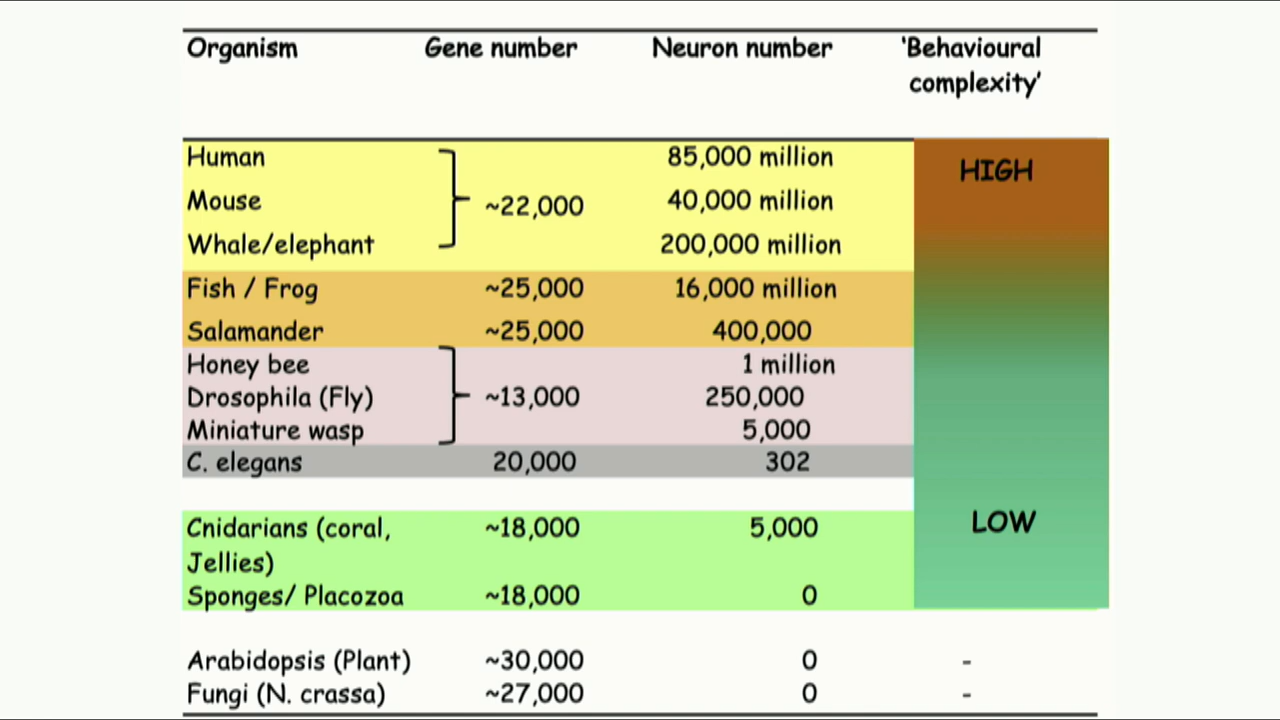 Organism Gene number Neuron number 'Behavioural
complexity'
Human 85,000 million HIGH
Mouse ~22,000 40,000 million
Whale/elephant 200,000 million
Fish / Frog ~25,000 16,000 million
Salamander ~25,000 400,000
Honey bee 1 million
Drosophila (Fly) ~13,000 250,000
Miniature wasp 5,000
C. elegans 20,000 302
Cnidarians (coral, ~18,000 5,000 LOW
Jellies)
Sponges/ Placozoa ~18,000 0
Arabidopsis (Plant) ~30,000 0 -
Fungi (N. crassa) ~27,000 0 -